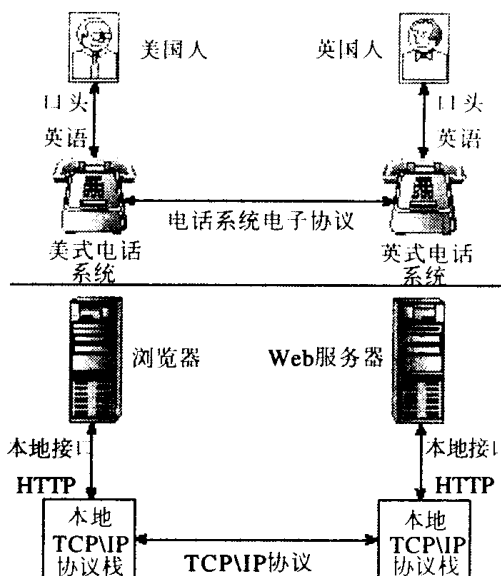 美国人 英国人
口头 口头
英语 英语
电话系统电子协议
美式电话 英式电话
系统 系统
浏览器 Web服务器
本地接口 本地接口
HTTP HTTP
本地 本地
TCP\IP TCP\IP
协议栈 TCP\IP协议 协议栈